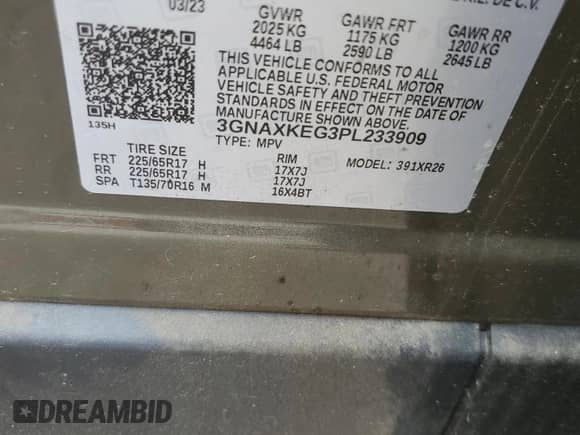 03/23
GVWR
2025 KG
4464 LB
GAWR FRT
1175 KG
2590 LB
GAWR RR
1200 KG
2645 LB
DE C.V.
THIS VEHICLE CONFORMS TO ALL
APPLICABLE U.S. FEDERAL MOTOR
VEHICLE SAFETY AND THEFT PREVENTION
STANDARDS IN EFFECT ON THE DATE OF
MANUFACTURE SHOWN ABOVE.
3GNAXKEG3PL233909
TYPE: MPV
135H
TIRE SIZE RIM MODEL: 391XR26
FRT 225/65R17 H 17X7J
RR 225/65R17 H 17X7J
SPA T135/70R16 M 16X4BT
DREAMBID